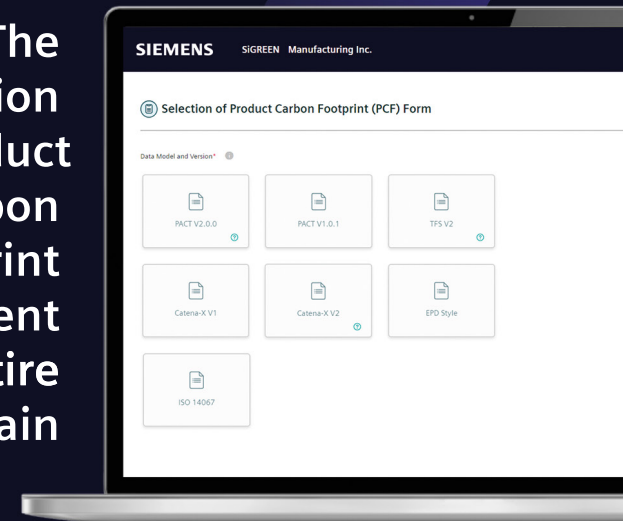 The
ion
duct
bon
rint
ent
tire
ain
SIEMENS SiGREEN Manufacturing Inc.
Selection of Product Carbon Footprint (PCF) Form
Data Model and Version*
PACT V2.0.0
PACT V1.0.1
TFS V2
Catena-X V1
Catena-X V2
EPD Style
ISO 14067